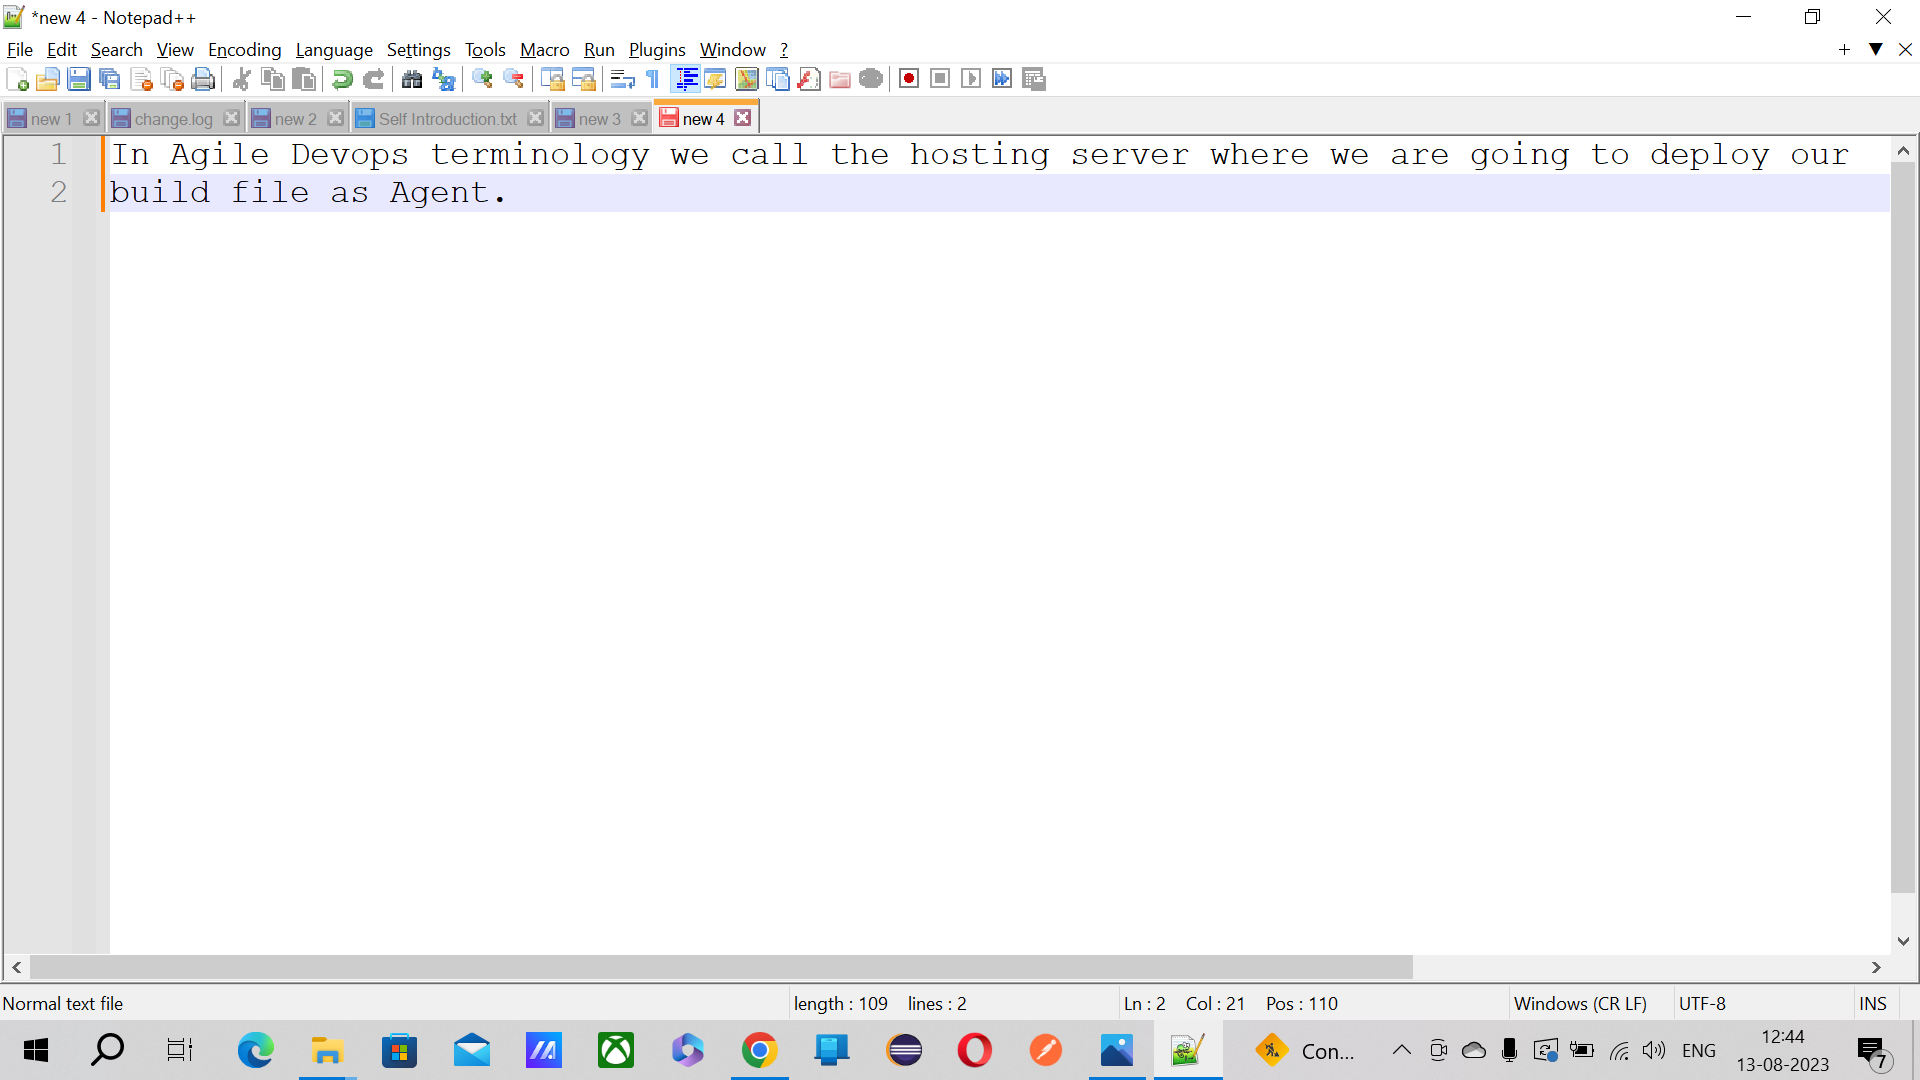 *new 4 - Notepad++
File Edit Search View Encoding Language Settings Tools Macro Run Plugins Window ?
new 1 change.log new 2 Self Introduction.txt new 3 new 4
1 In Agile Devops terminology we call the hosting server where we are going to deploy our
2 build file as Agent.
Normal text file length : 109 lines : 2 Ln : 2 Col : 21 Pos : 110 Windows (CR LF) UTF-8 INS
Con... ENG 12:44
13-08-2023 7